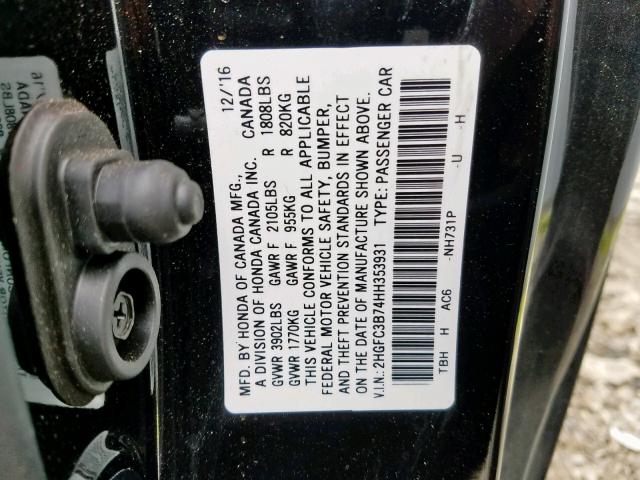 MFD. BY HONDA OF CANADA MFG., 12/'16
A DIVISION OF HONDA CANADA INC. CANADA
GVWR 3902LBS GAWR F 2105LBS R 1808LBS
GVWR 1770KG GAWR F 955KG R 820KG
THIS VEHICLE CONFORMS TO ALL APPLICABLE
FEDERAL MOTOR VEHICLE SAFETY, BUMPER,
AND THEFT PREVENTION STANDARDS IN EFFECT
ON THE DATE OF MANUFACTURE SHOWN ABOVE.
V.I.N.: 2HGFC3B74HH353931 TYPE: PASSENGER CAR
TBH H AC6 -NH731P -U -H